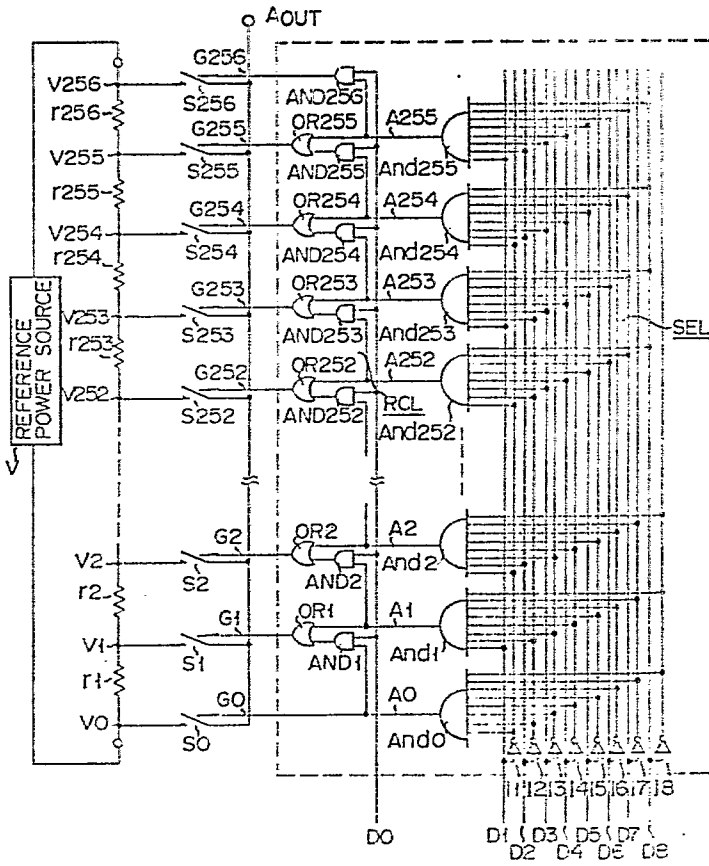 AOUT
G256
V256
S256
AND256
r256
G255
OR255
A255
V255
S255
AND255
And255
r255
G254
OR254
A254
V254
S254
AND254
And254
r254
G253
OR253
A253
V253
S253
AND253
And253
SEL
r253
G252
OR252
A252
V252
S252
AND252
RCL
And252
REFERENCE
POWER SOURCE
V
G2
OR2
A2
V2
S2
AND2
And2
r2
G1
OR1
A1
V1
S1
AND1
And1
r1
G0
A0
V0
S0
And0
I1 I2 I3 I4 I5 I6 I7 I8
D0
D1 D3 D5 D7
D2 D4 D6 D8